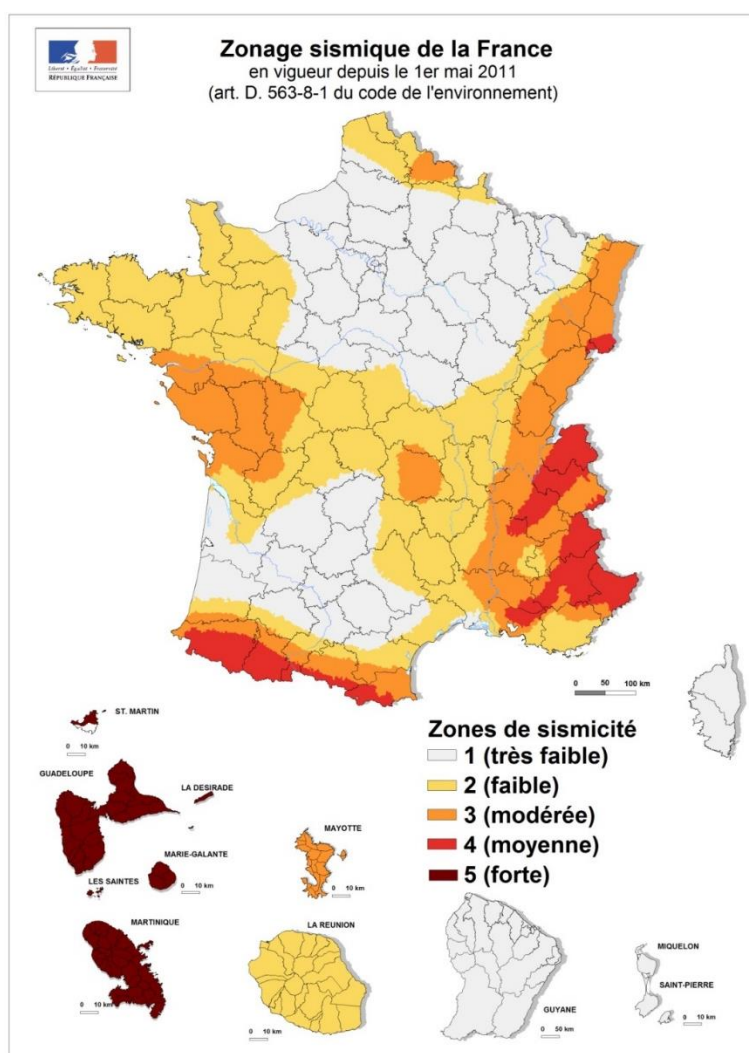 Liberté • Égalité • Fraternité
RÉPUBLIQUE FRANÇAISE
Zonage sismique de la France
en vigueur depuis le 1er mai 2011
(art. D. 563-8-1 du code de l'environnement)
0 50 100 km
ST. MARTIN
0 10 km
GUADELOUPE
LA DESIRADE
MARIE-GALANTE
0 10 km
LES SAINTES
MARTINIQUE
0 10 km
MAYOTTE
0 10 km
LA REUNION
0 10 km
Zones de sismicité
1 (très faible)
2 (faible)
3 (modérée)
4 (moyenne)
5 (forte)
GUYANE
0 50 km
MIQUELON
SAINT-PIERRE
0 10 km